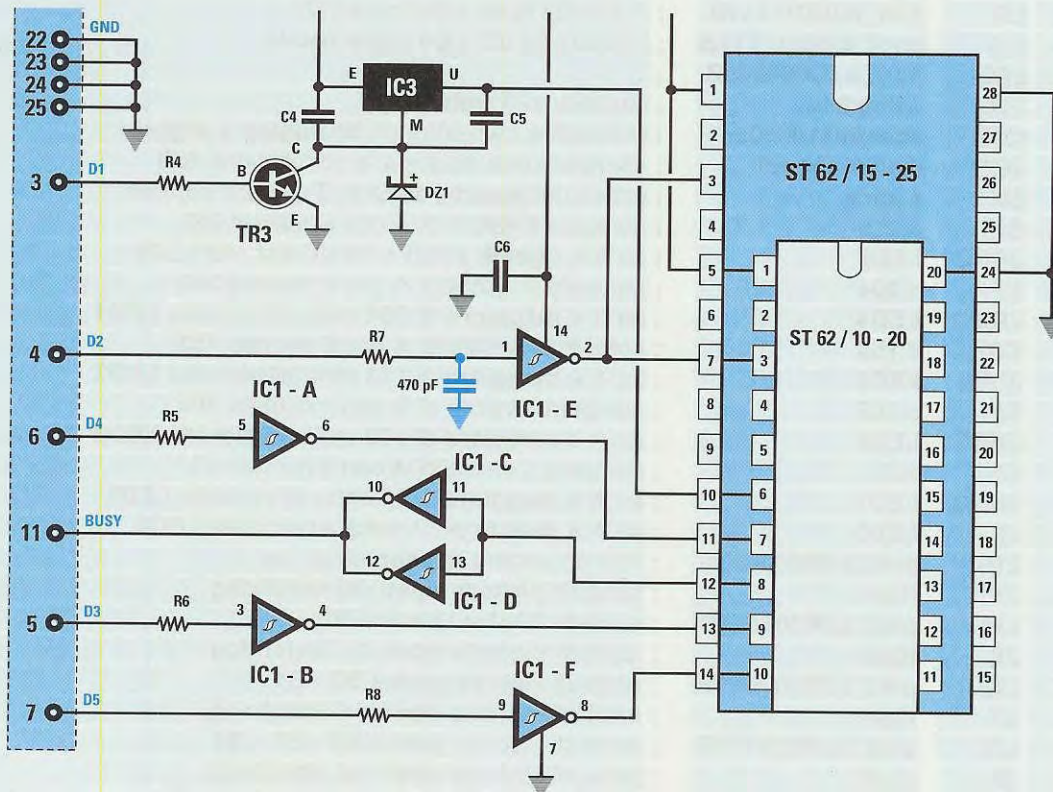 22 GND
23
24
25
3 D1 R4
B C E
TR3
C4
E IC3 U
M
C5
DZ1
+
C6
4 D2 R7
470 pF
1 14 2
IC1 - E
IC1 - A
6 D4 R5 5 6
IC1 - C
10 11
11 BUSY
12 13
IC1 - D
5 D3 R6 3 4
IC1 - B
IC1 - F
7 D5 R8 9 8
7
ST 62 / 15 - 25
1 28
2 27
3 26
4 25
5 1 20 24
ST 62 / 10 - 20
6 2 19 23
7 3 18 22
8 4 17 21
9 5 16 20
10 6 15 19
11 7 14 18
12 8 13 17
13 9 12 16
14 10 11 15